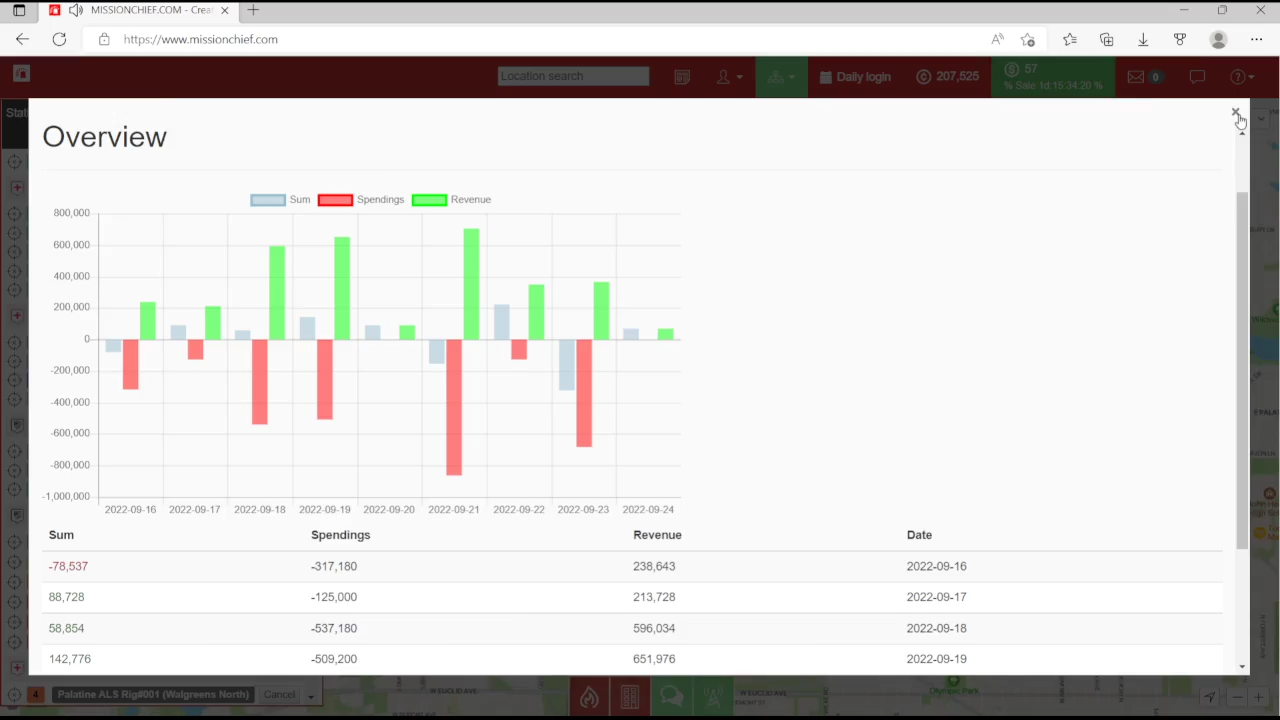 MISSIONCHIEF.COM - Crea
https://www.missionchief.com
Location search
Daily login
207,525
57
% Sale 1d 15:34:20 %
0
Stati
Overview
Sum Spendings Revenue
800,000
600,000
400,000
200,000
0
-200,000
-400,000
-600,000
-800,000
-1,000,000
2022-09-16 2022-09-17 2022-09-18 2022-09-19 2022-09-20 2022-09-21 2022-09-22 2022-09-23 2022-09-24
Sum Spendings Revenue Date
-78,537 -317,180 238,643 2022-09-16
88,728 -125,000 213,728 2022-09-17
58,854 -537,180 596,034 2022-09-18
142,776 -509,200 651,976 2022-09-19
4 Palatine ALS Rig#001 (Walgreens North) Cancel
W EUCLID AVE
W EUCLID AVE
Olympic Park